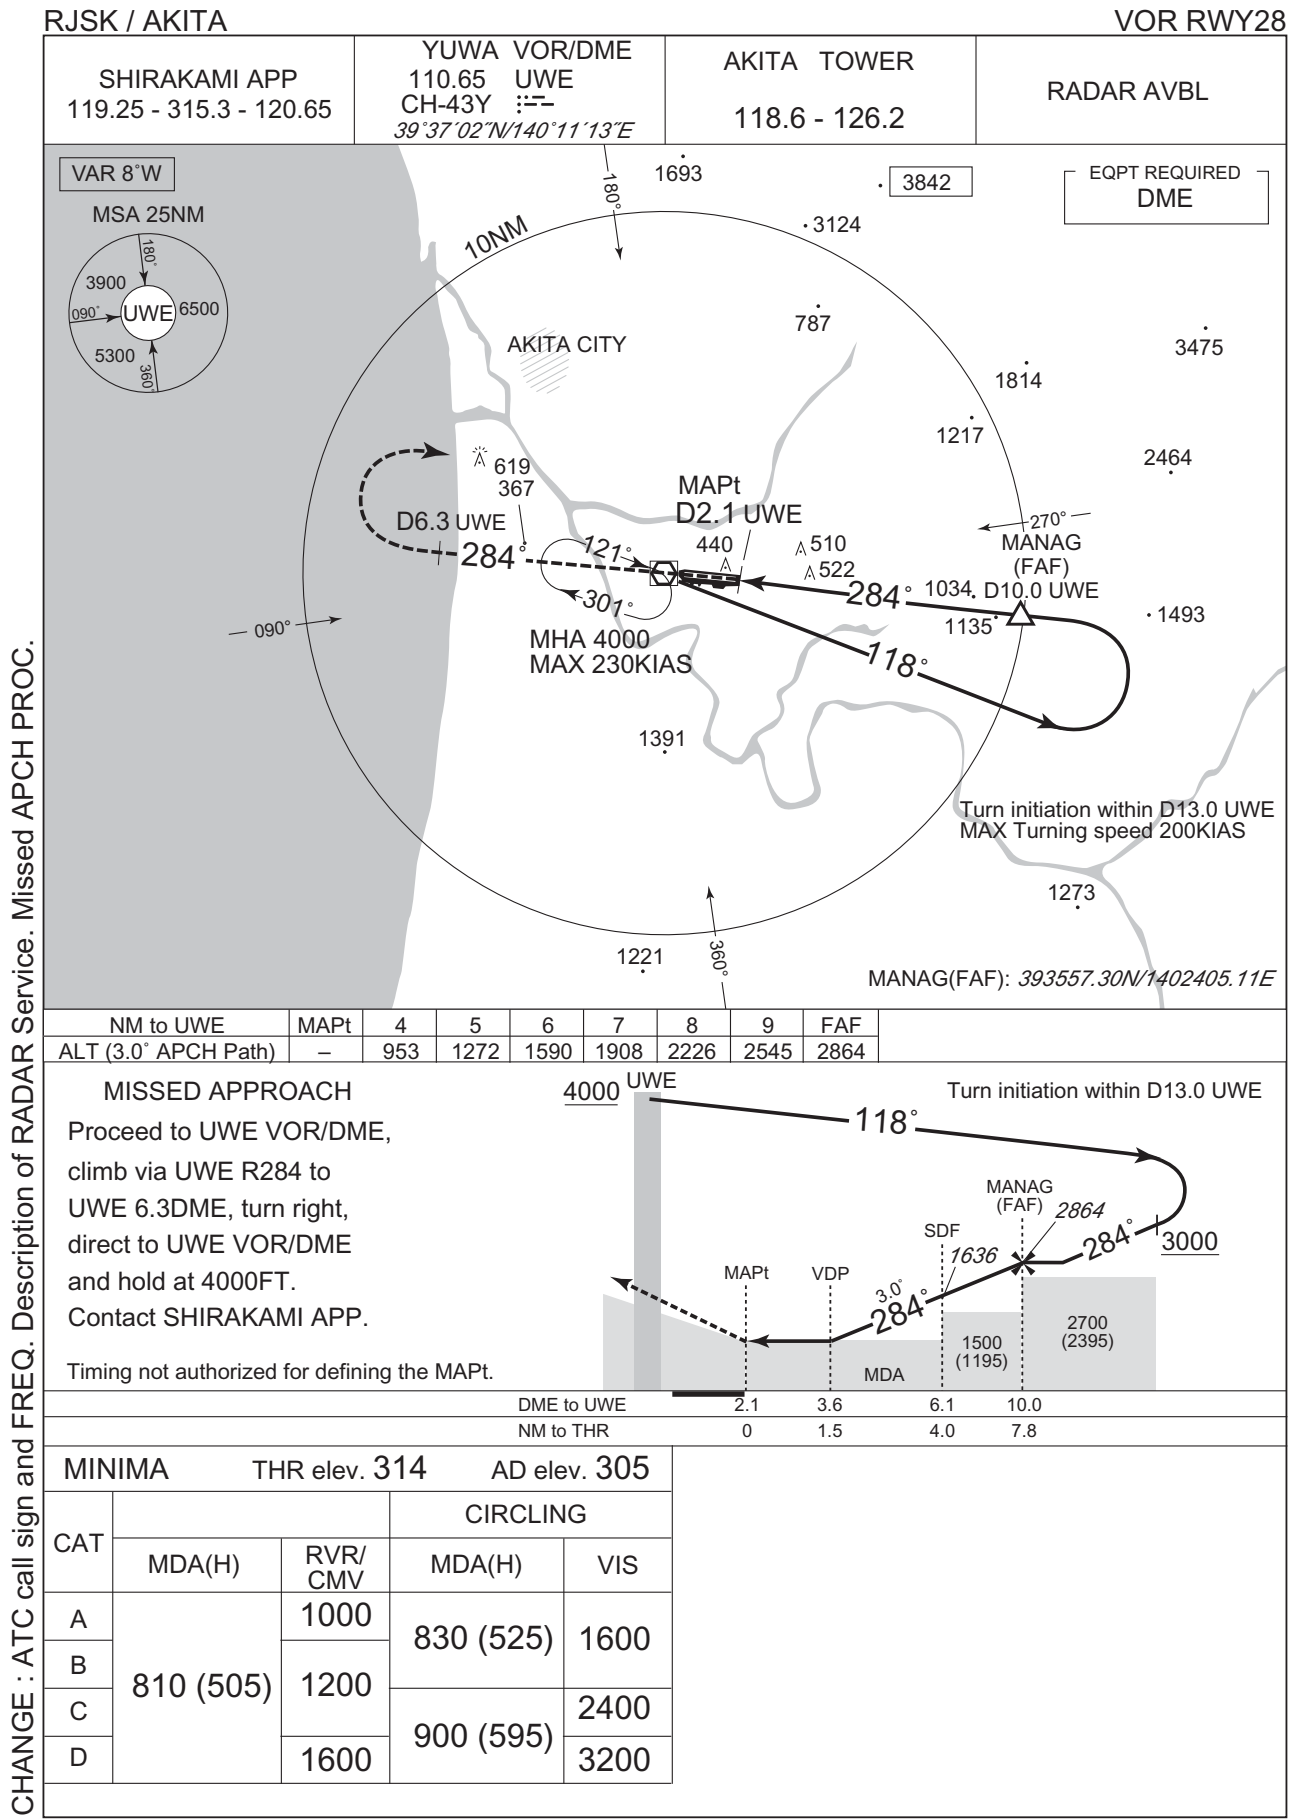 RJSK / AKITA
VOR RWY28
SHIRAKAMI APP
119.25 - 315.3 - 120.65
YUWA VOR/DME
110.65 UWE
CH-43Y
39°37´02˝N/140°11´13˝E
AKITA TOWER
118.6 - 126.2
RADAR AVBL
VAR 8°W
MSA 25NM
180°
3900
090°
UWE
6500
5300
360°
EQPT REQUIRED
DME
180°
1693
3842
3124
10NM
787
AKITA CITY
3475
1814
1217
2464
619
367
MAPt
D2.1 UWE
D6.3 UWE
270°
MANAG
(FAF)
D10.0 UWE
440
510
522
284°
121°
301°
284°
1034
1135
1493
090°
MHA 4000
MAX 230KIAS
118°
1391
Turn initiation within D13.0 UWE
MAX Turning speed 200KIAS
1273
360°
1221
MANAG(FAF): 393557.30N/1402405.11E
NM to UWE MAPt 4 5 6 7 8 9 FAF
ALT (3.0° APCH Path) – 953 1272 1590 1908 2226 2545 2864
MISSED APPROACH
Proceed to UWE VOR/DME,
climb via UWE R284 to
UWE 6.3DME, turn right,
direct to UWE VOR/DME
and hold at 4000FT.
Contact SHIRAKAMI APP.
Timing not authorized for defining the MAPt.
UWE
4000
Turn initiation within D13.0 UWE
118°
MANAG
(FAF)
2864
SDF
284°
3000
1636
MAPt
VDP
3.0°
284°
2700
(2395)
1500
(1195)
MDA
DME to UWE 2.1 3.6 6.1 10.0
NM to THR 0 1.5 4.0 7.8
MINIMA THR elev. 314 AD elev. 305
CAT
CIRCLING
MDA(H)
RVR/
CMV
MDA(H)
VIS
A
B
C
D
810 (505)
1000
1200
1600
830 (525)
900 (595)
1600
2400
3200
CHANGE : ATC call sign and FREQ. Description of RADAR Service. Missed APCH PROC.